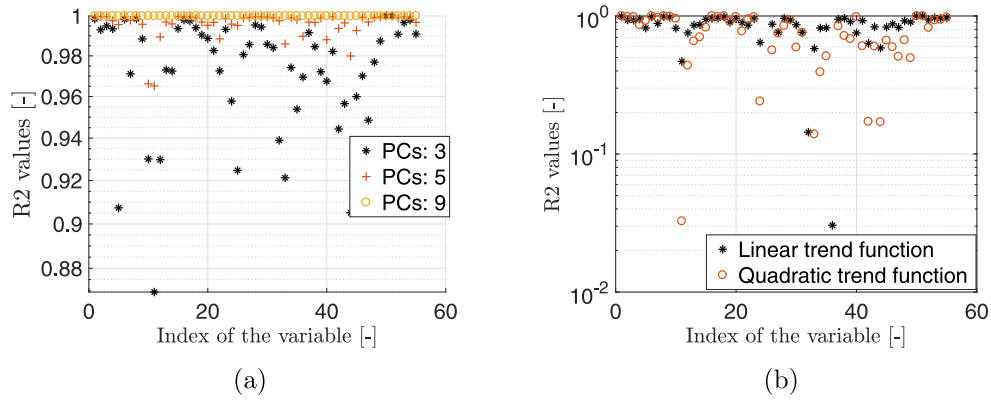 1
0.98
0.96
0.94
0.92
0.9
0.88
R2 values [-]
0 20 40 60
Index of the variable [-]
PCs: 3
PCs: 5
PCs: 9
(a)
10^0
10^-1
10^-2
R2 values [-]
0 20 40 60
Index of the variable [-]
Linear trend function
Quadratic trend function
(b)